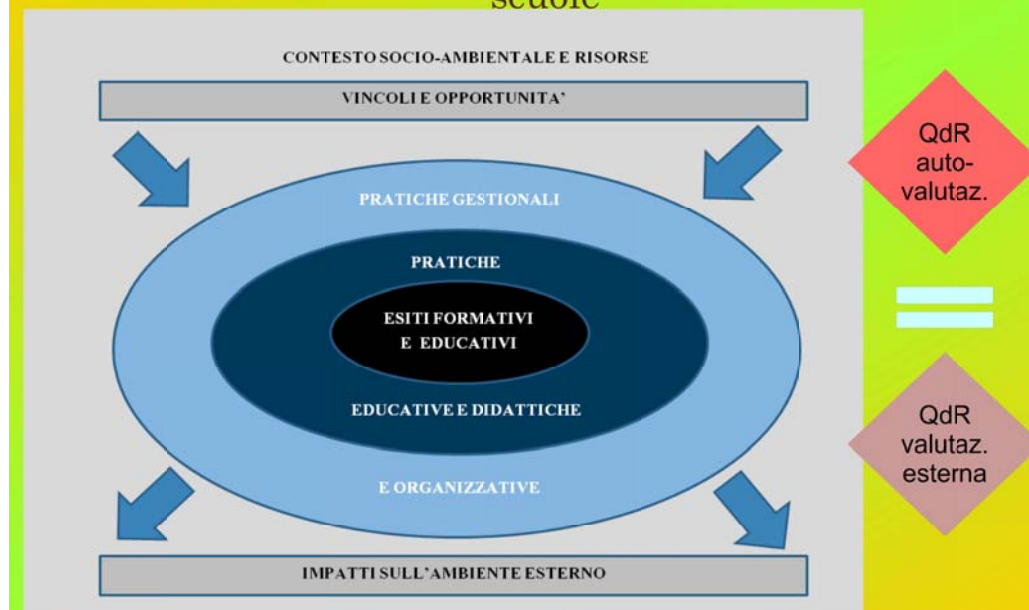 scuole
CONTESTO SOCIO-AMBIENTALE E RISORSE
VINCOLI E OPPORTUNITA’
PRATICHE GESTIONALI
PRATICHE
ESITI FORMATIVI
E EDUCATIVI
EDUCATIVE E DIDATTICHE
E ORGANIZZATIVE
IMPATTI SULL’AMBIENTE ESTERNO
QdR
auto-
valutaz.
QdR
valutaz.
esterna